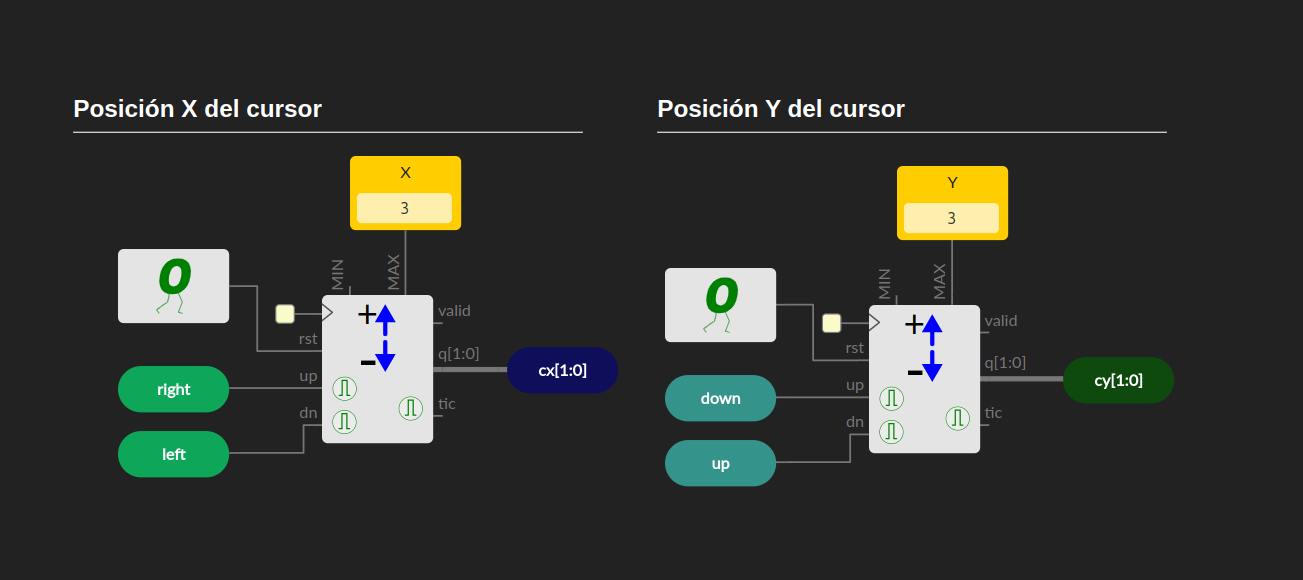 Posición X del cursor
X
3
MIN
MAX
0
+
-
valid
rst
q[1:0]
cx[1:0]
up
right
dn
tic
left
Posición Y del cursor
Y
3
MIN
MAX
0
+
-
valid
rst
q[1:0]
cy[1:0]
up
down
dn
tic
up